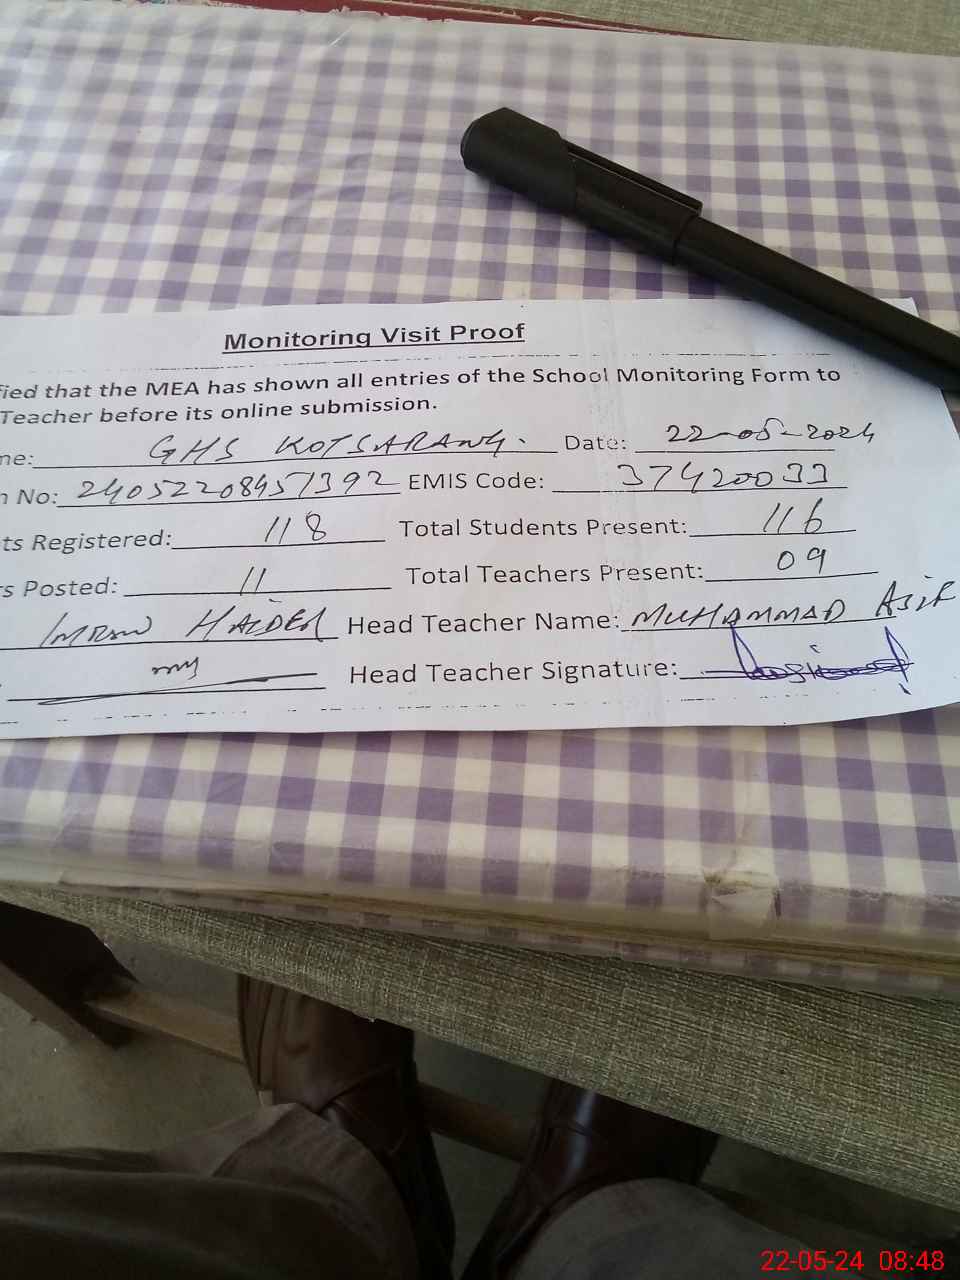 Monitoring Visit Proof
fied that the MEA has shown all entries of the School Monitoring Form to
Teacher before its online submission.
me: GHS KOTSARANG. Date: 22-05-2024
n No: 24052208457392 EMIS Code: 37420033
ts Registered: 118 Total Students Present: 116
rs Posted: 11 Total Teachers Present: 09
IMRAN HAIDER Head Teacher Name: MUHAMMAD ASIF
Head Teacher Signature:
22-05-24 08:48